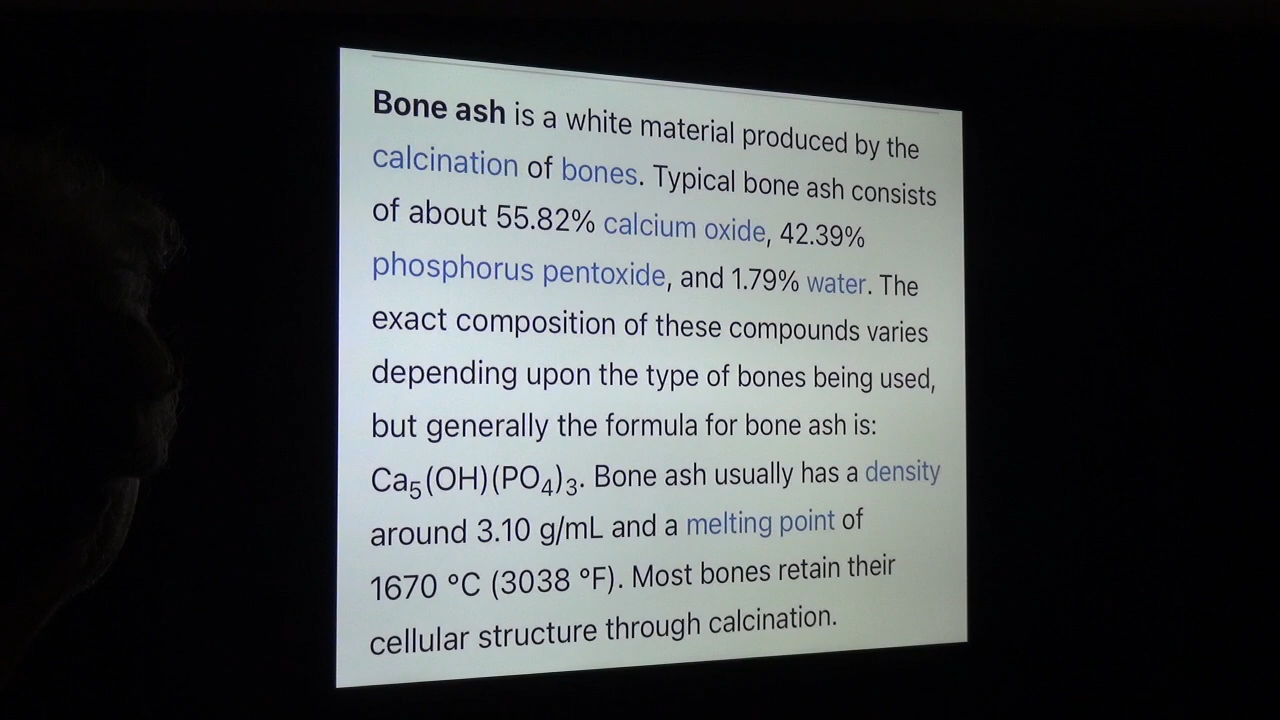 Bone ash is a white material produced by the
calcination of bones. Typical bone ash consists
of about 55.82% calcium oxide, 42.39%
phosphorus pentoxide, and 1.79% water. The
exact composition of these compounds varies
depending upon the type of bones being used,
but generally the formula for bone ash is:
Ca₅(OH)(PO₄)₃. Bone ash usually has a density
around 3.10 g/mL and a melting point of
1670 °C (3038 °F). Most bones retain their
cellular structure through calcination.